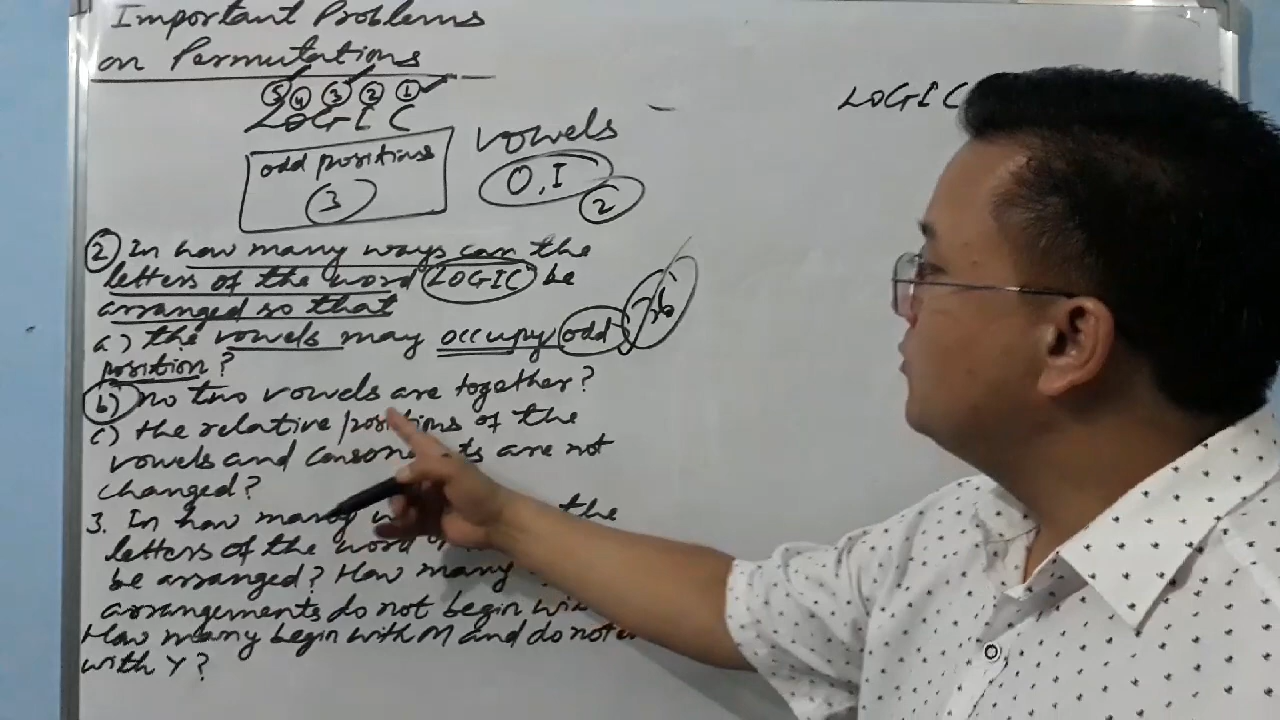 Important Problems
on Permutations
5 4 3 2 1
LOGIC
odd positions
3
vowels
O, I
2
LOGIC
2 In how many ways can the
letters of the word LOGIC be
arranged so that
a) the vowels may occupy odd
36
position?
b) no two vowels are together?
c) the relative positions of the
vowels and consonants are not
changed?
3. In how many the
letters of the word
be arranged? How many
arrangements do not begin
How many begin with M and do not
with Y?